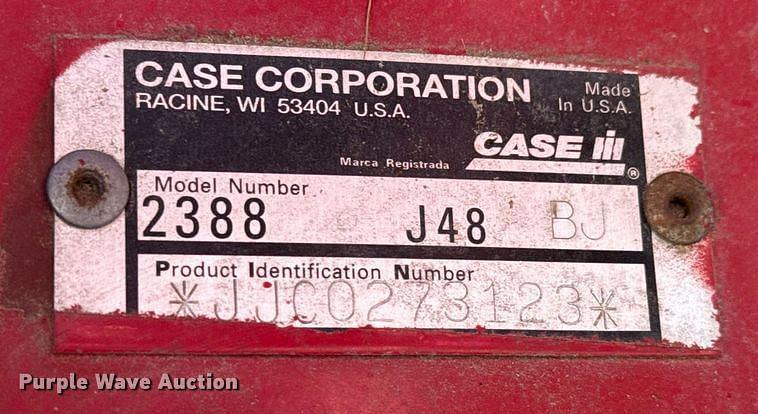 CASE CORPORATION
RACINE, WI 53404 U.S.A.
Made
In U.S.A.
CASE IH
®
Marca Registrada
Model Number
2388 J48 BJ
Product Identification Number
*JJC0273123*
Purple Wave Auction